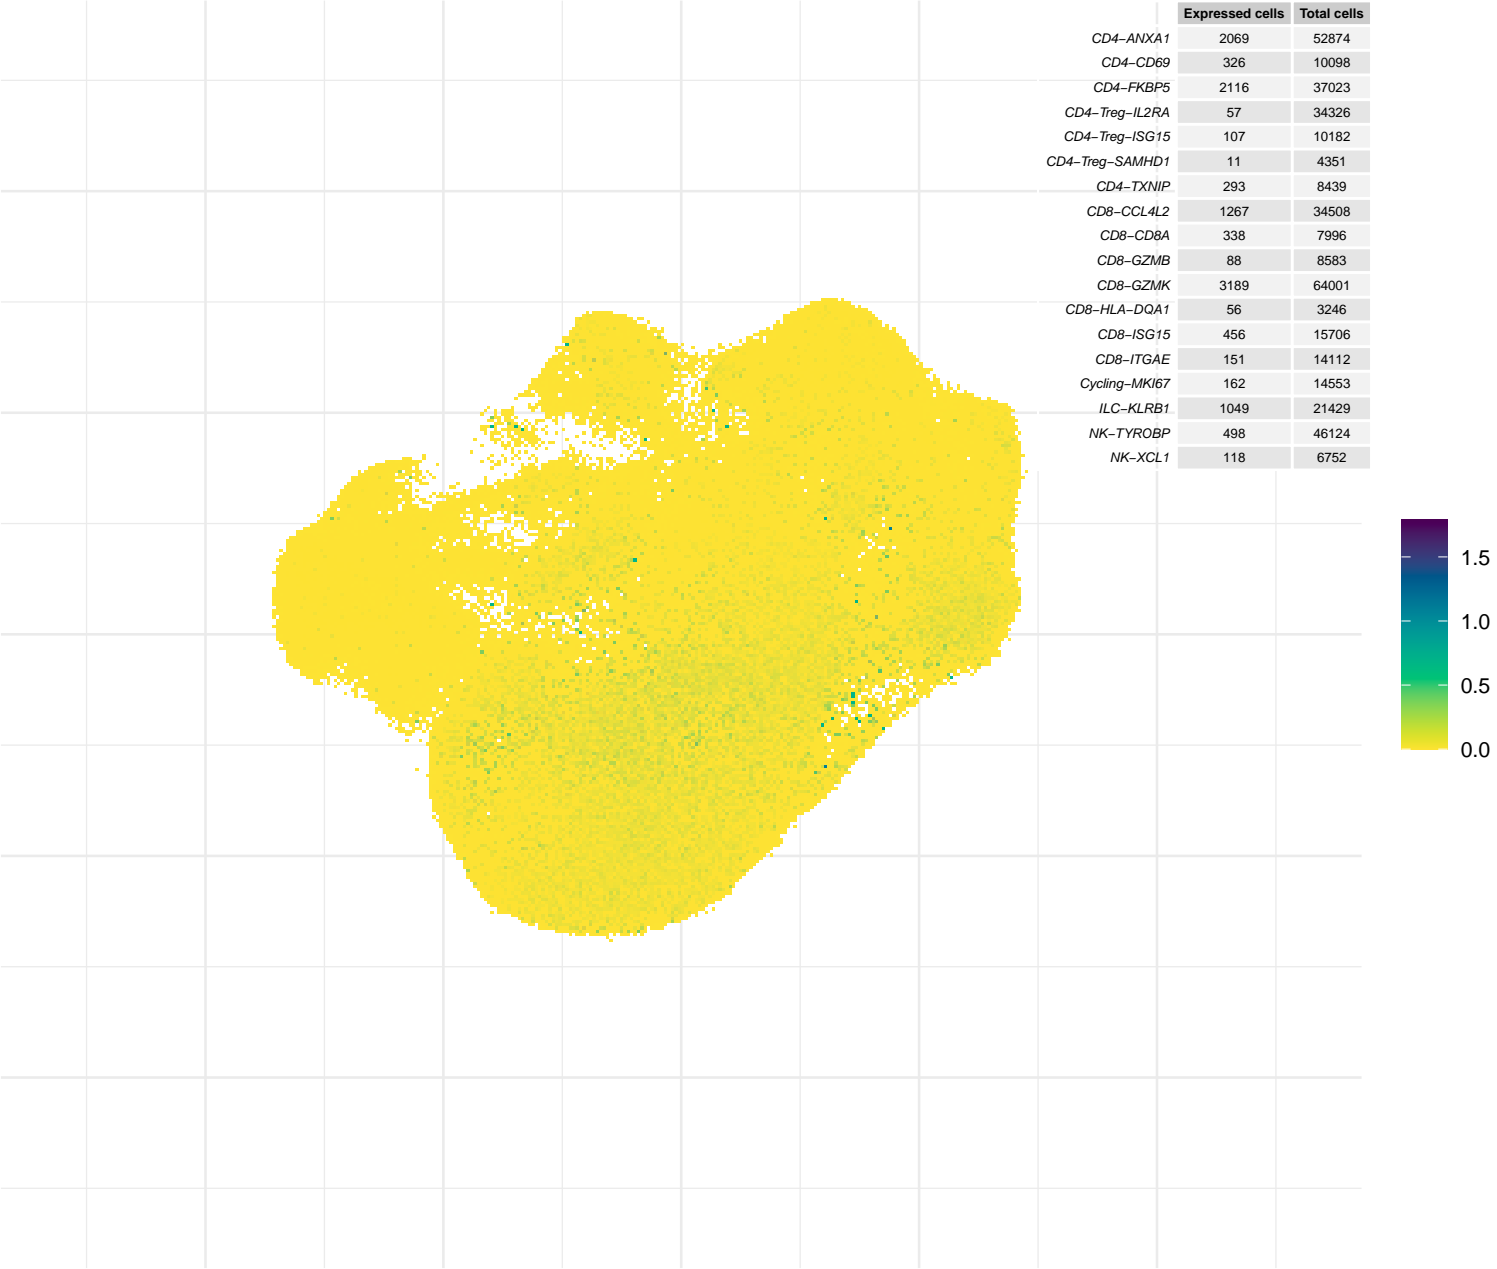 Expressed cells Total cells
CD4−ANXA1 2069 52874
CD4−CD69 326 10098
CD4−FKBP5 2116 37023
CD4−Treg−IL2RA 57 34326
CD4−Treg−ISG15 107 10182
CD4−Treg−SAMHD1 11 4351
CD4−TXNIP 293 8439
CD8−CCL4L2 1267 34508
CD8−CD8A 338 7996
CD8−GZMB 88 8583
CD8−GZMK 3189 64001
CD8−HLA−DQA1 56 3246
CD8−ISG15 456 15706
CD8−ITGAE 151 14112
Cycling−MKI67 162 14553
ILC−KLRB1 1049 21429
NK−TYROBP 498 46124
NK−XCL1 118 6752
1.5
1.0
0.5
0.0